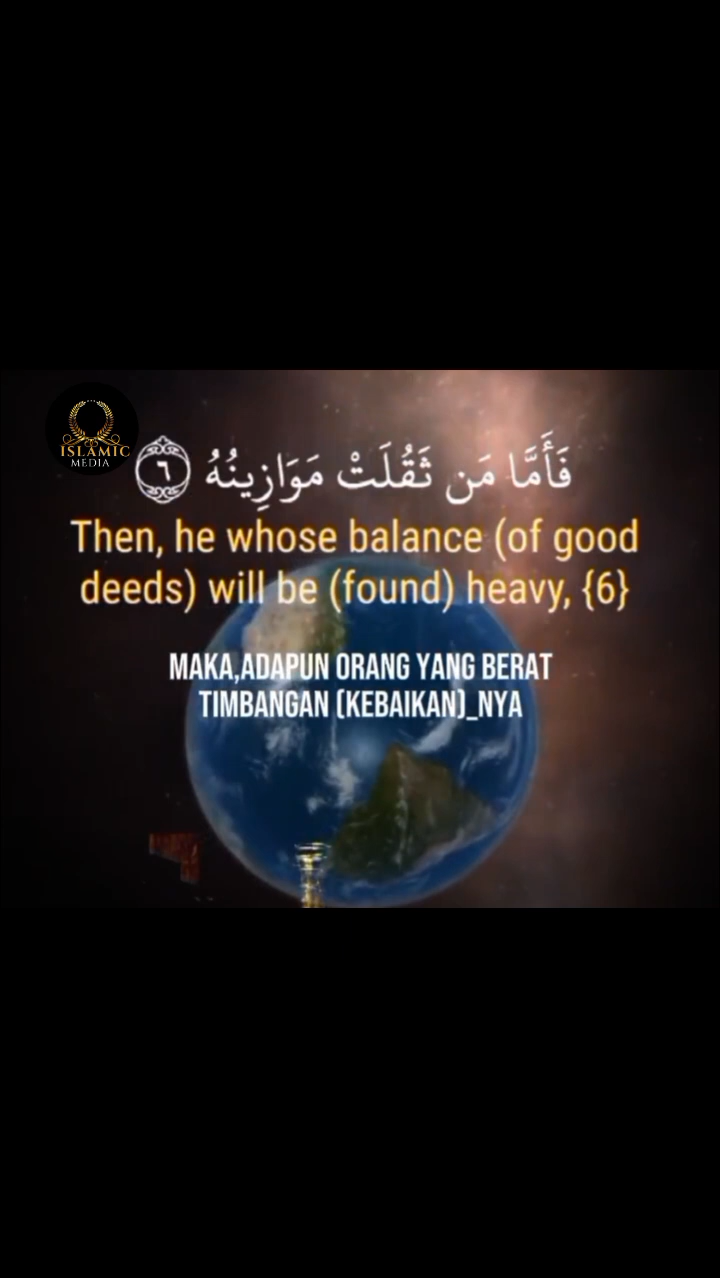 ISLAMIC
MEDIA
فَأَمَّا مَن ثَقُلَتْ مَوَازِينُهُ ٦
Then, he whose balance (of good
deeds) will be (found) heavy, {6}
MAKA,ADAPUN ORANG YANG BERAT
TIMBANGAN (KEBAIKAN)_NYA